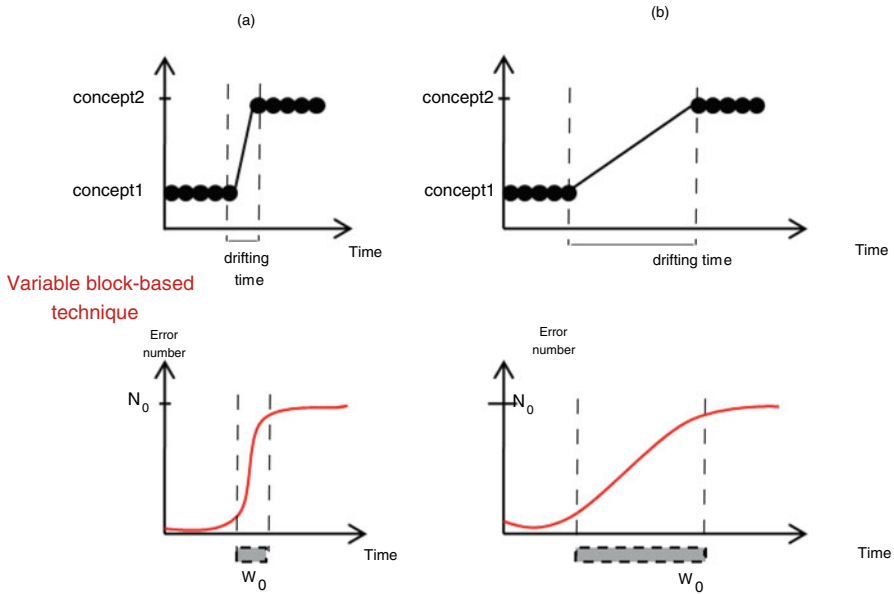 (a)
(b)
concept2
concept1
Time
drifting
time
concept2
concept1
Time
drifting time
Variable block-based
technique
Error
number
N0
Time
W0
Error
number
N0
Time
W0